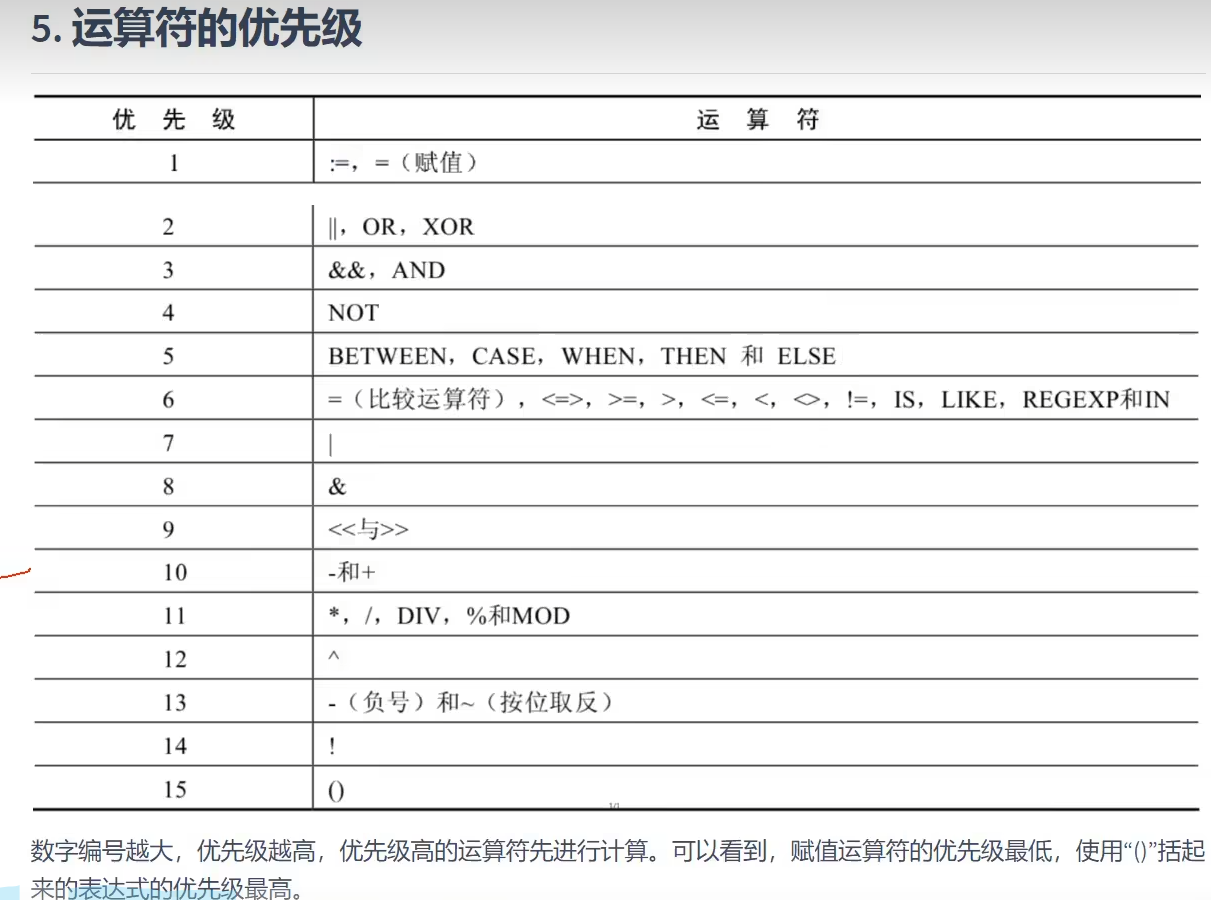 5. 运算符的优先级
优 先 级 运 算 符
1 :=，=（赋值）
2 ||，OR，XOR
3 &&，AND
4 NOT
5 BETWEEN，CASE，WHEN，THEN 和 ELSE
6 =（比较运算符），<=>，>=，>，<=，<，<>，!=，IS，LIKE，REGEXP和IN
7 |
8 &
9 <<与>>
10 -和+
11 *，/，DIV，%和MOD
12 ^
13 -（负号）和~（按位取反）
14 !
15 ()
数字编号越大，优先级越高，优先级高的运算符先进行计算。可以看到，赋值运算符的优先级最低，使用“()”括起
来的表达式的优先级最高。